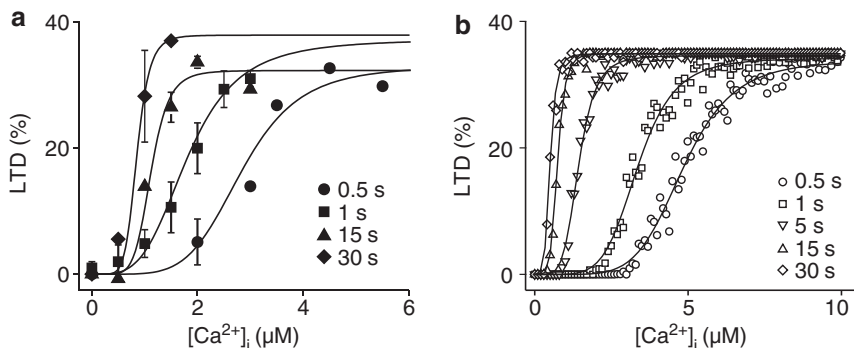 a
40
20
0
LTD (%)
0.5 s
1 s
15 s
30 s
0 2 4 6
[Ca²⁺]ᵢ (μM)
b
40
20
0
LTD (%)
0.5 s
1 s
5 s
15 s
30 s
0 5 10
[Ca²⁺]ᵢ (μM)